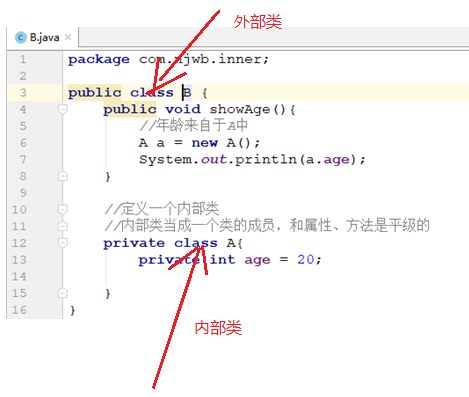 外部类
B.java ×
1 package com.njwb.inner;
2
3 public class B {
4 public void showAge(){
5 //年龄来自于A中
6 A a = new A();
7 System.out.println(a.age);
8 }
9
10 //定义一个内部类
11 //内部类当成一个类的成员，和属性、方法是平级的
12 private class A{
13 private int age = 20;
14
15 }
16 }
内部类